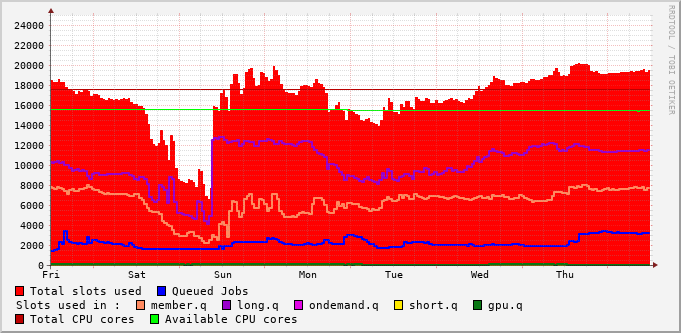 RRDTOOL / TOBI OETIKER
24000
22000
20000
18000
16000
14000
12000
10000
8000
6000
4000
2000
0
Fri Sat Sun Mon Tue Wed Thu
Total slots used Queued Jobs
Slots used in : member.q long.q ondemand.q short.q gpu.q
Total CPU cores Available CPU cores